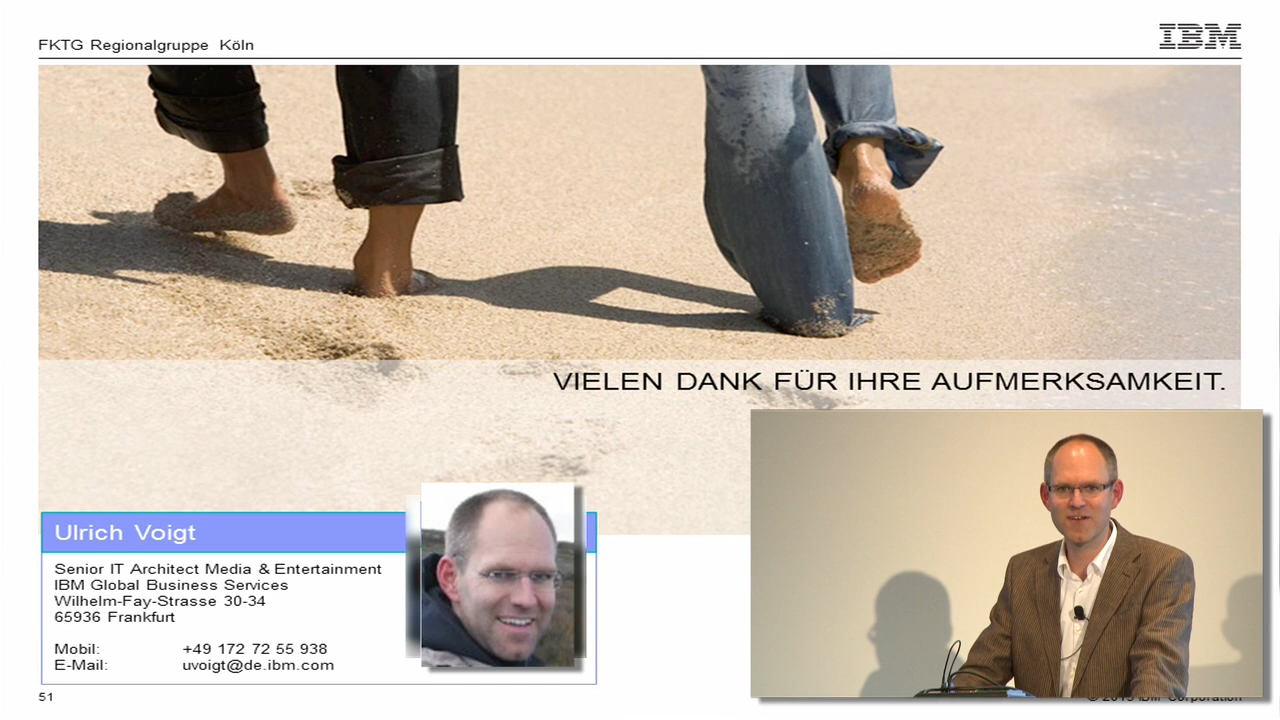 FKTG Regionalgruppe Köln
IBM
VIELEN DANK FÜR IHRE AUFMERKSAMKEIT.
Ulrich Voigt
Senior IT Architect Media & Entertainment
IBM Global Business Services
Wilhelm-Fay-Strasse 30-34
65936 Frankfurt
Mobil: +49 172 72 55 938
E-Mail: uvoigt@de.ibm.com
51
IBM Corporation